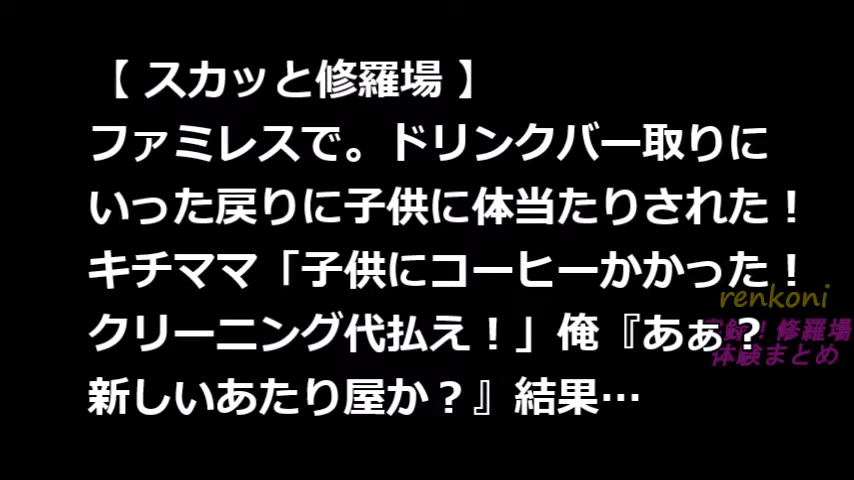 【 スカッと修羅場 】
ファミレスで。ドリンクバー取りに
いった戻りに子供に体当たりされた！
キチママ「子供にコーヒーかかった！
クリーニング代払え！」俺『あぁ？
新しいあたり屋か？』結果…
renkoni
実録！修羅場
体験まとめ